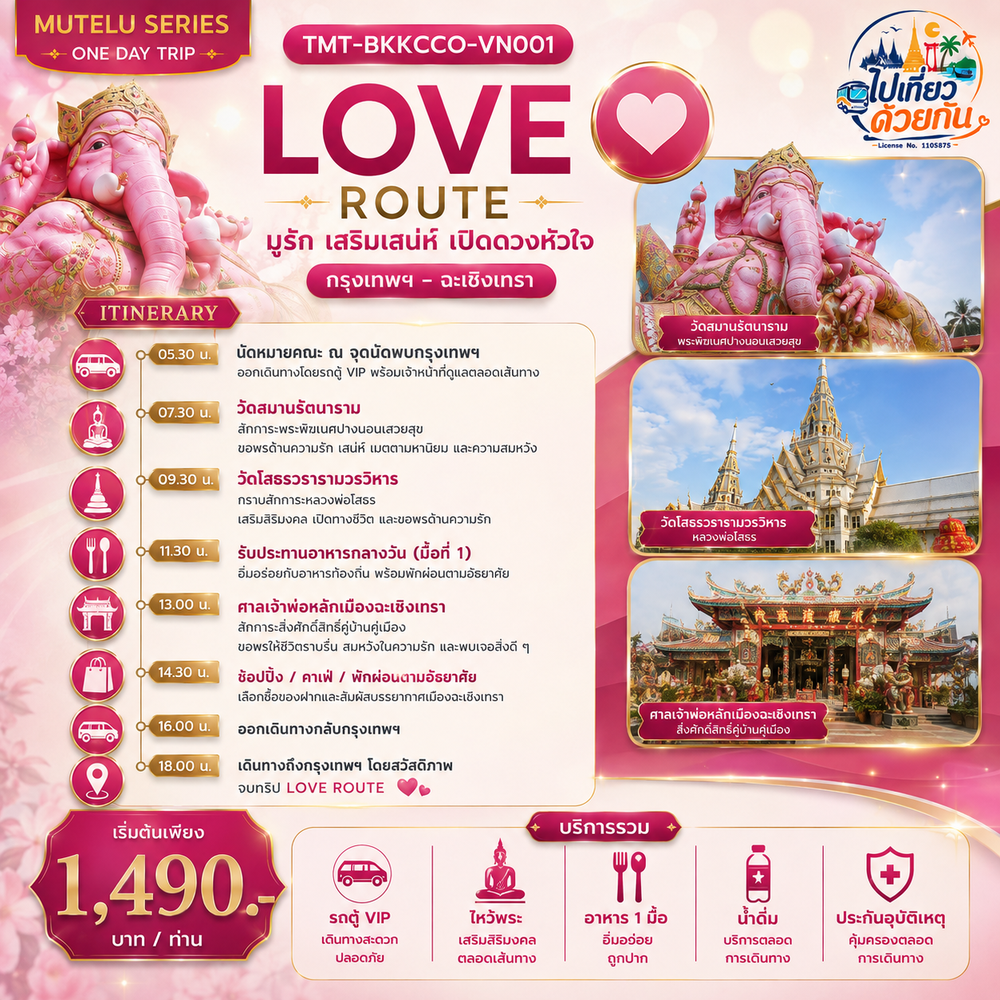 MUTELU SERIES
ONE DAY TRIP
TMT-BKKCCO-VN001
LOVE
ROUTE
มูรัก เสริมเสน่ห์ เปิดดวงหัวใจ
กรุงเทพฯ - ฉะเชิงเทรา
ไปเที่ยว
ด้วยกัน
License No. 1105875
ITINERARY
05.30 น. นัดหมายคณะ ณ จุดนัดพบกรุงเทพฯ
ออกเดินทางโดยรถตู้ VIP พร้อมเจ้าหน้าที่ดูแลตลอดเส้นทาง
07.30 น. วัดสมานรัตนาราม
สักการะพระพิฆเนศปางนอนเสวยสุข
ขอพรด้านความรัก เสน่ห์ เมตตามหานิยม และความสมหวัง
09.30 น. วัดโสธรวรารามวรวิหาร
กราบสักการะหลวงพ่อโสธร
เสริมสิริมงคล เปิดทางชีวิต และขอพรด้านความรัก
11.30 น. รับประทานอาหารกลางวัน (มื้อที่ 1)
อิ่มอร่อยกับอาหารท้องถิ่น พร้อมพักผ่อนตามอัธยาศัย
13.00 น. ศาลเจ้าพ่อหลักเมืองฉะเชิงเทรา
สักการะสิ่งศักดิ์สิทธิ์คู่บ้านคู่เมือง
ขอพรให้ชีวิตราบรื่น สมหวังในความรัก และพบเจอสิ่งดี ๆ
14.30 น. ช้อปปิ้ง / คาเฟ่ / พักผ่อนตามอัธยาศัย
เลือกซื้อของฝากและสัมผัสบรรยากาศเมืองฉะเชิงเทรา
16.00 น. ออกเดินทางกลับกรุงเทพฯ
18.00 น. เดินทางถึงกรุงเทพฯ โดยสวัสดิภาพ
จบทริป LOVE ROUTE
วัดสมานรัตนาราม
พระพิฆเนศปางนอนเสวยสุข
วัดโสธรวรารามวรวิหาร
หลวงพ่อโสธร
ศาลเจ้าพ่อหลักเมืองฉะเชิงเทรา
สิ่งศักดิ์สิทธิ์คู่บ้านคู่เมือง
เริ่มต้นเพียง
1,490.-
บาท / ท่าน
บริการรวม
รถตู้ VIP
เดินทางสะดวก
ปลอดภัย
ไหว้พระ
เสริมสิริมงคล
ตลอดเส้นทาง
อาหาร 1 มื้อ
อิ่มอร่อย
ถูกปาก
น้ำดื่ม
บริการตลอด
การเดินทาง
ประกันอุบัติเหตุ
คุ้มครองตลอด
การเดินทาง